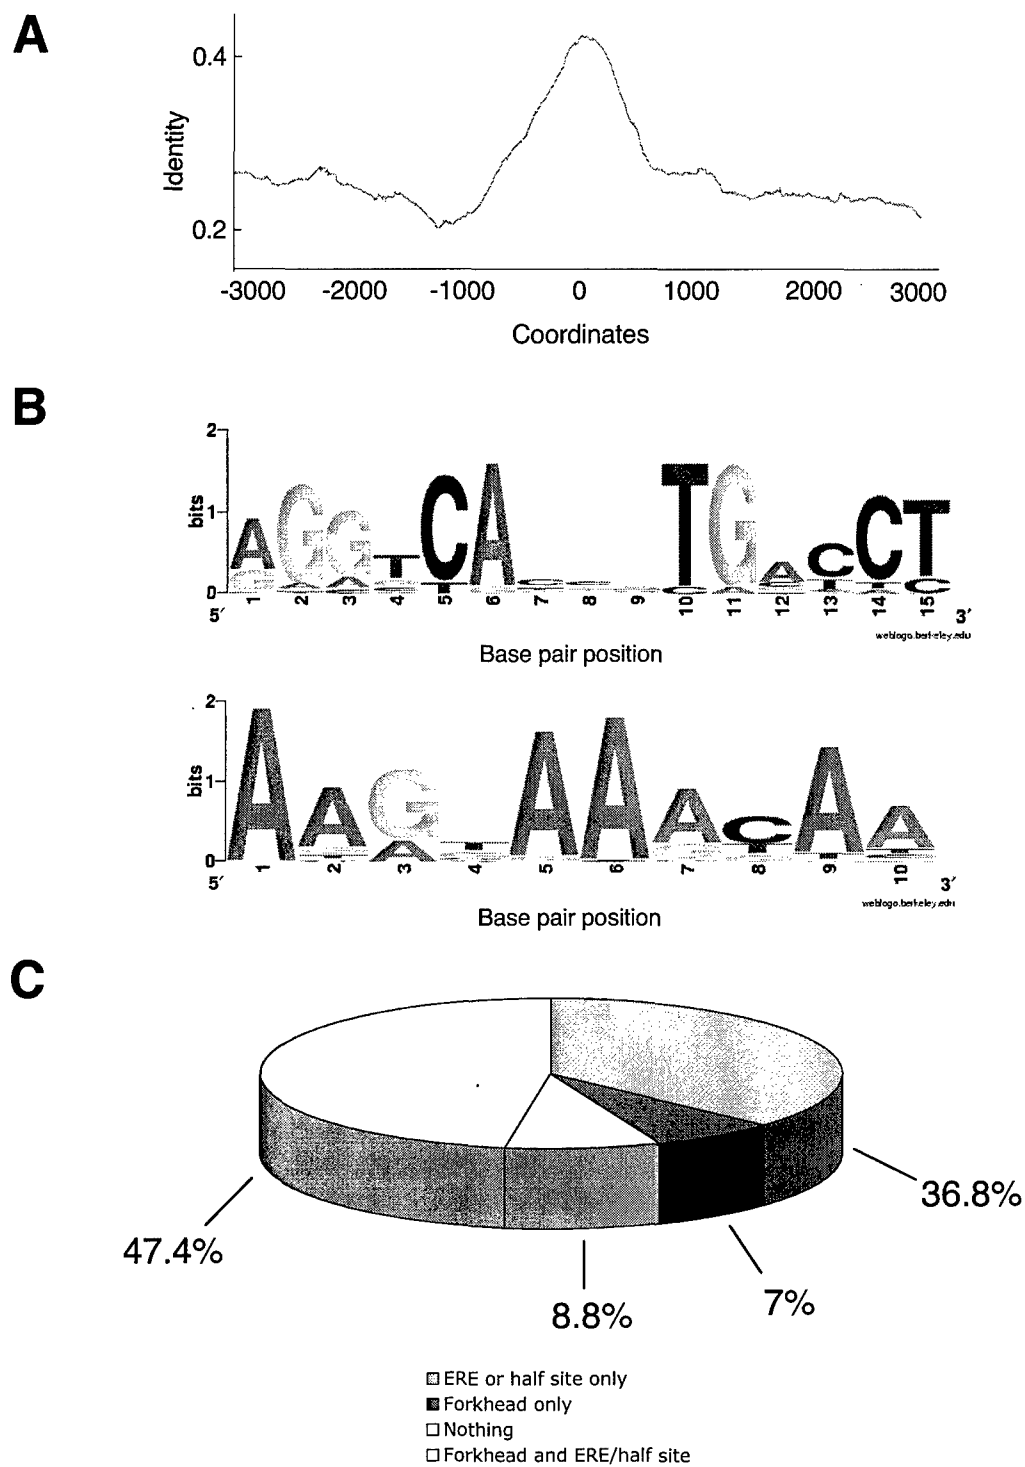 A
0.4
Identity
0.2
-3000 -2000 -1000 0 1000 2000 3000
Coordinates
B
2
1
bits
0
AGGTCA TGACCT
5′ 1 2 3 4 5 6 7 8 9 10 11 12 13 14 15 3′
weblogo.berkeley.edu
Base pair position
2
1
bits
0
AAG AAACAA
5′ 1 2 3 4 5 6 7 8 9 10 3′
weblogo.berkeley.edu
Base pair position
C
36.8%
47.4%
7%
8.8%
ERE or half site only
Forkhead only
Nothing
Forkhead and ERE/half site